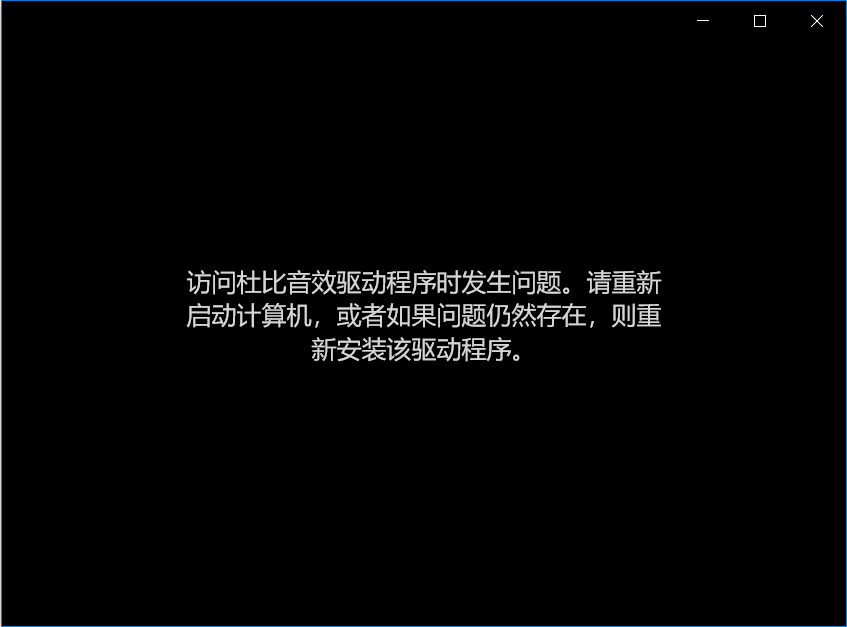 访问杜比音效驱动程序时发生问题。请重新
启动计算机，或者如果问题仍然存在，则重
新安装该驱动程序。